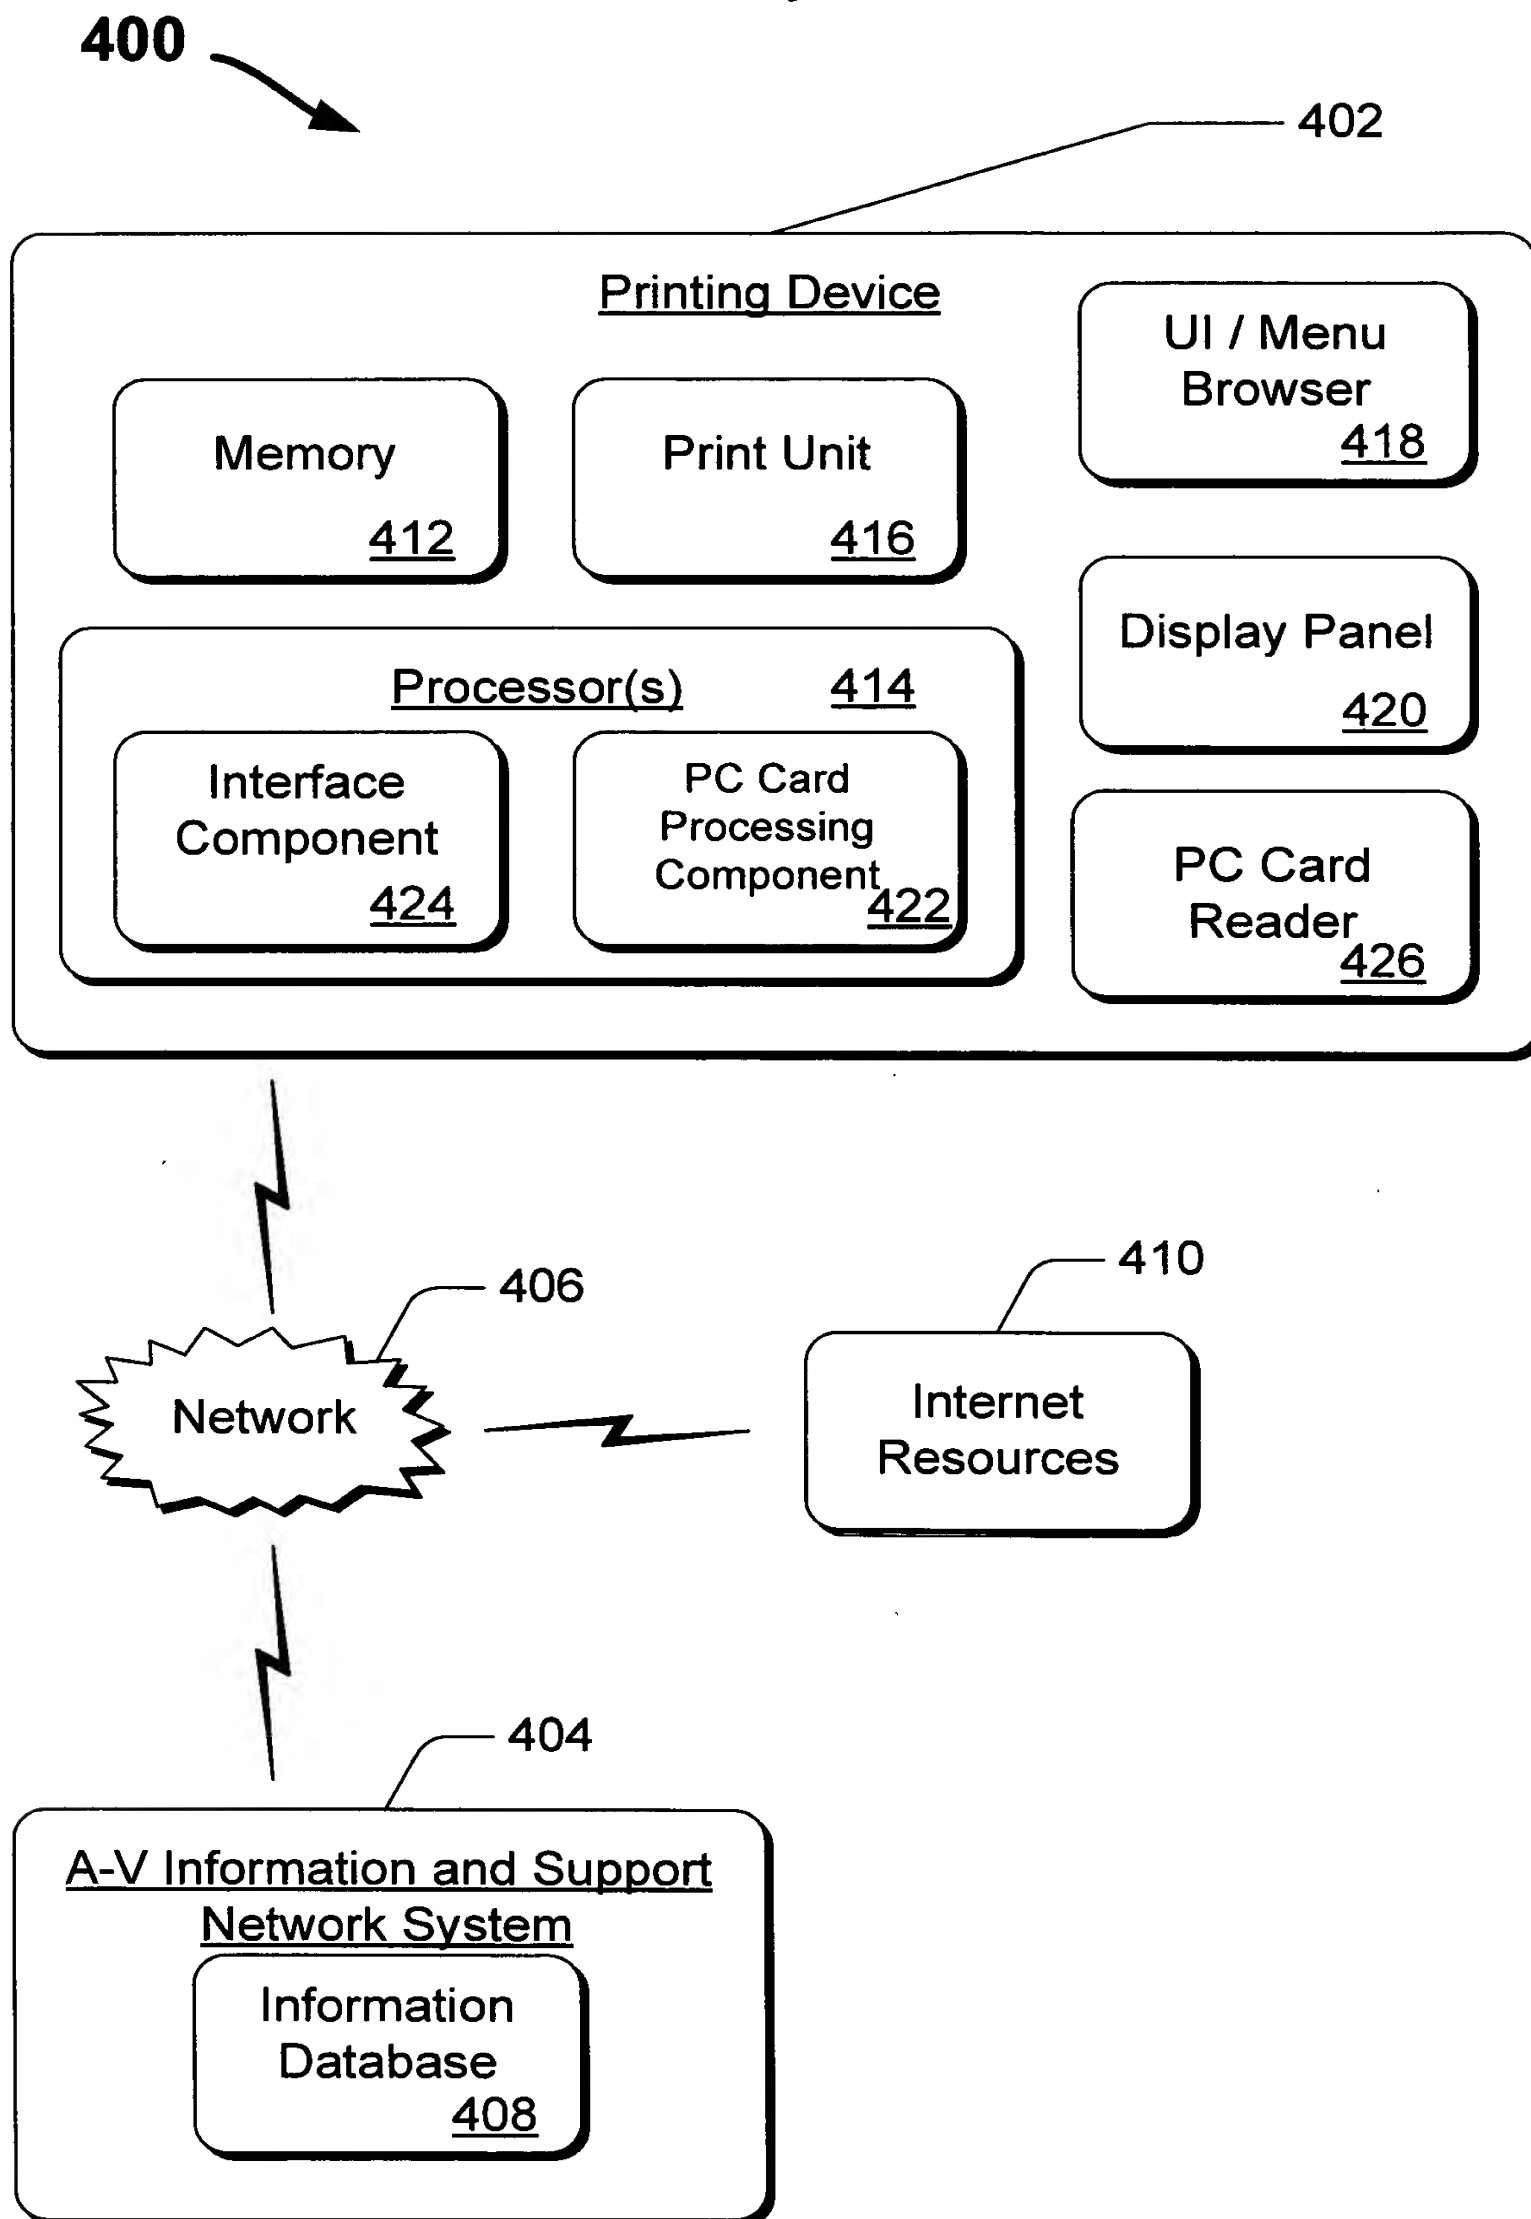 400
402
Printing Device
UI / Menu
Browser
418
Memory
412
Print Unit
416
Display Panel
420
Processor(s) 414
Interface
Component
424
PC Card
Processing
Component
422
PC Card
Reader
426
406
Network
410
Internet
Resources
404
A-V Information and Support
Network System
Information
Database
408